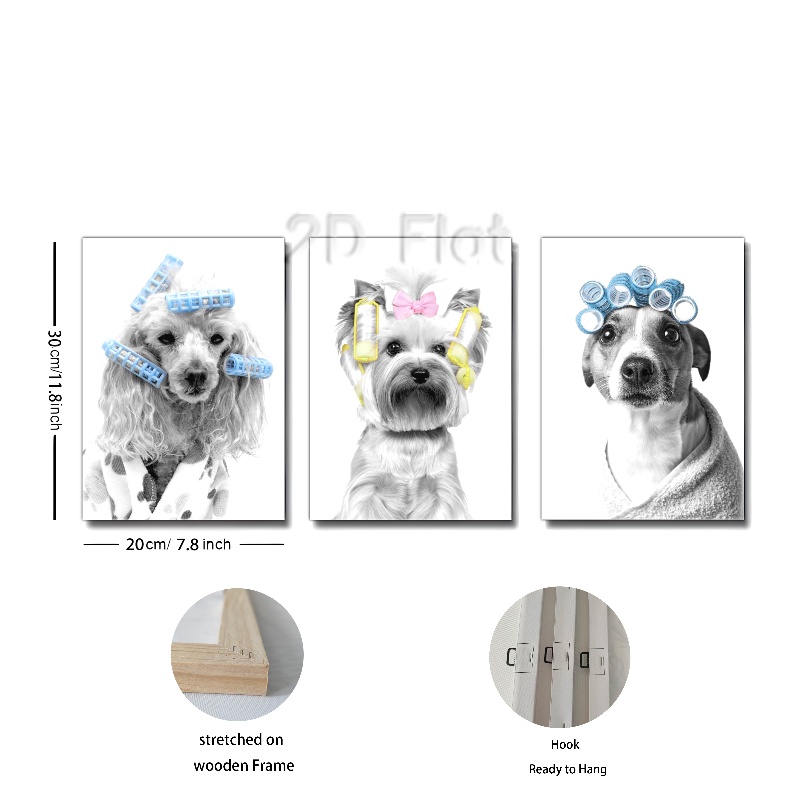 2D Flat
30cm/11.8inch
20cm/ 7.8 inch
stretched on
wooden Frame
Hook
Ready to Hang